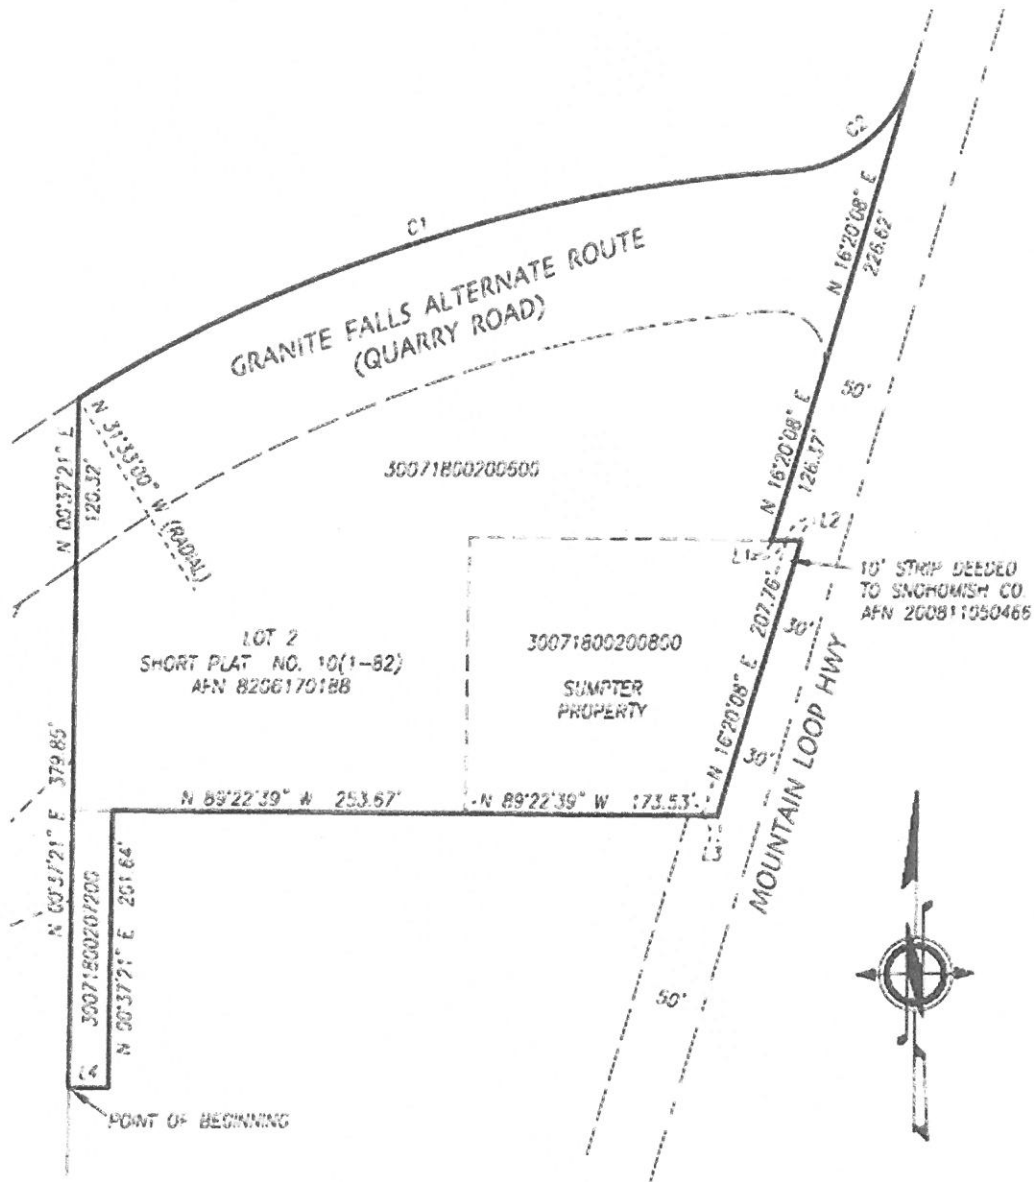 C2
C1
N 16°20'08" E
226.62'
GRANITE FALLS ALTERNATE ROUTE
(QUARRY ROAD)
50'
N 31°33'00" W (RADIAL)
N 00°37'21" E
120.32'
N 16°20'08" E
126.37'
30071800200600
L2
L1
10' STRIP DEEDED
TO SNOHOMISH CO.
AFN 200811050466
N 16°20'08" E 207.76'
30'
LOT 2
SHORT PLAT NO. 10(1-82)
AFN 8206170188
30071800200800
SUMPTER
PROPERTY
30'
MOUNTAIN LOOP HWY
N 00°37'21" E 379.85'
N 89°22'39" W 253.67'
N 89°22'39" W 173.53'
L3
30071800207200
N 00°37'21" E 201.64'
50'
L4
POINT OF BEGINNING